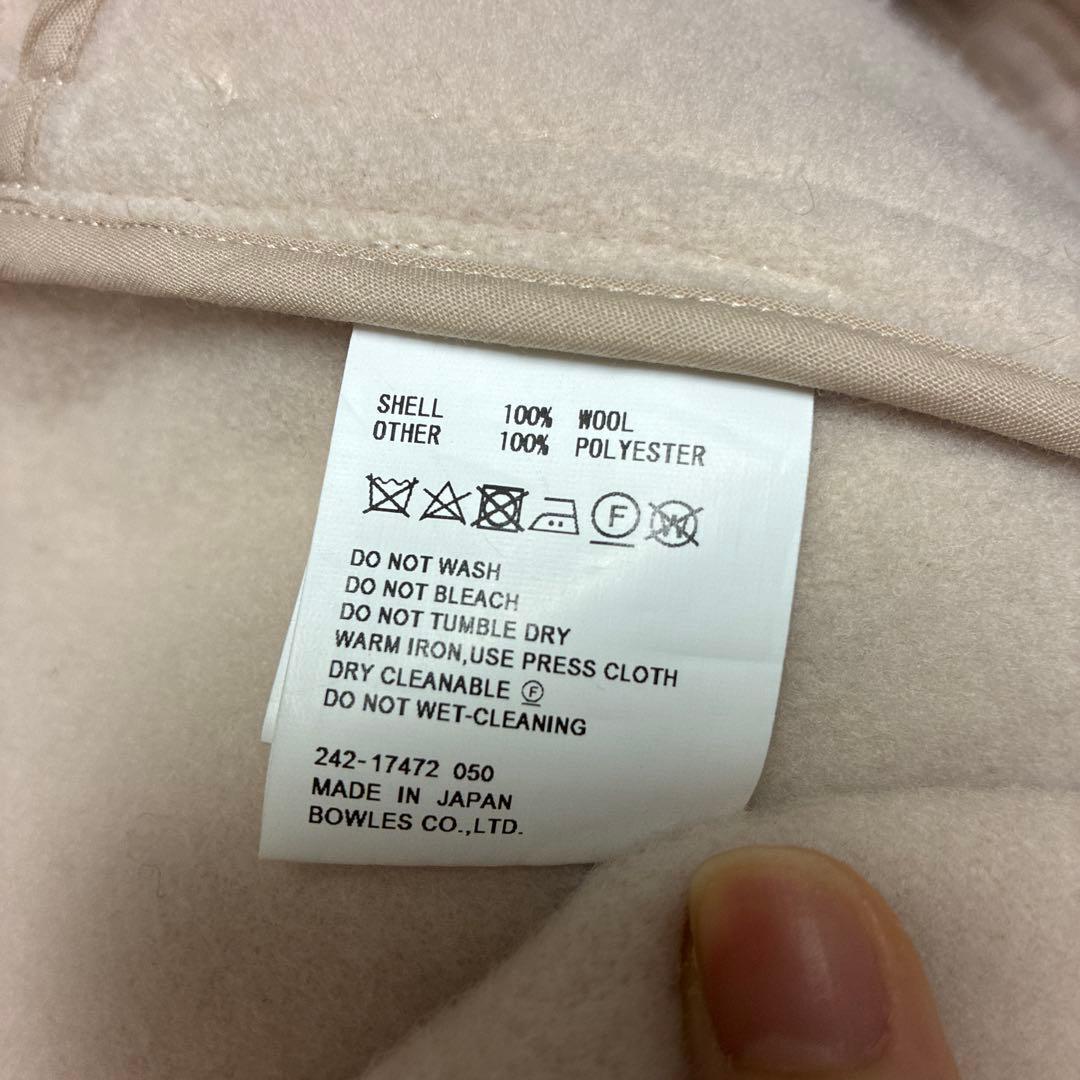 SHELL 100% WOOL
OTHER 100% POLYESTER
F W
DO NOT WASH
DO NOT BLEACH
DO NOT TUMBLE DRY
WARM IRON,USE PRESS CLOTH
DRY CLEANABLE Ⓕ
DO NOT WET-CLEANING
242-17472 050
MADE IN JAPAN
BOWLES CO.,LTD.